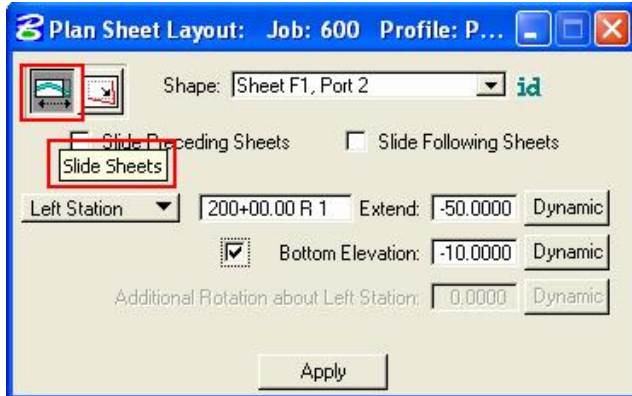 Plan Sheet Layout: Job: 600 Profile: P...
Shape: Sheet F1, Port 2 id
Slide Preceding Sheets Slide Following Sheets
Slide Sheets
Left Station 200+00.00 R 1 Extend: -50.0000 Dynamic
Bottom Elevation: -10.0000 Dynamic
Additional Rotation about Left Station: 0.0000 Dynamic
Apply